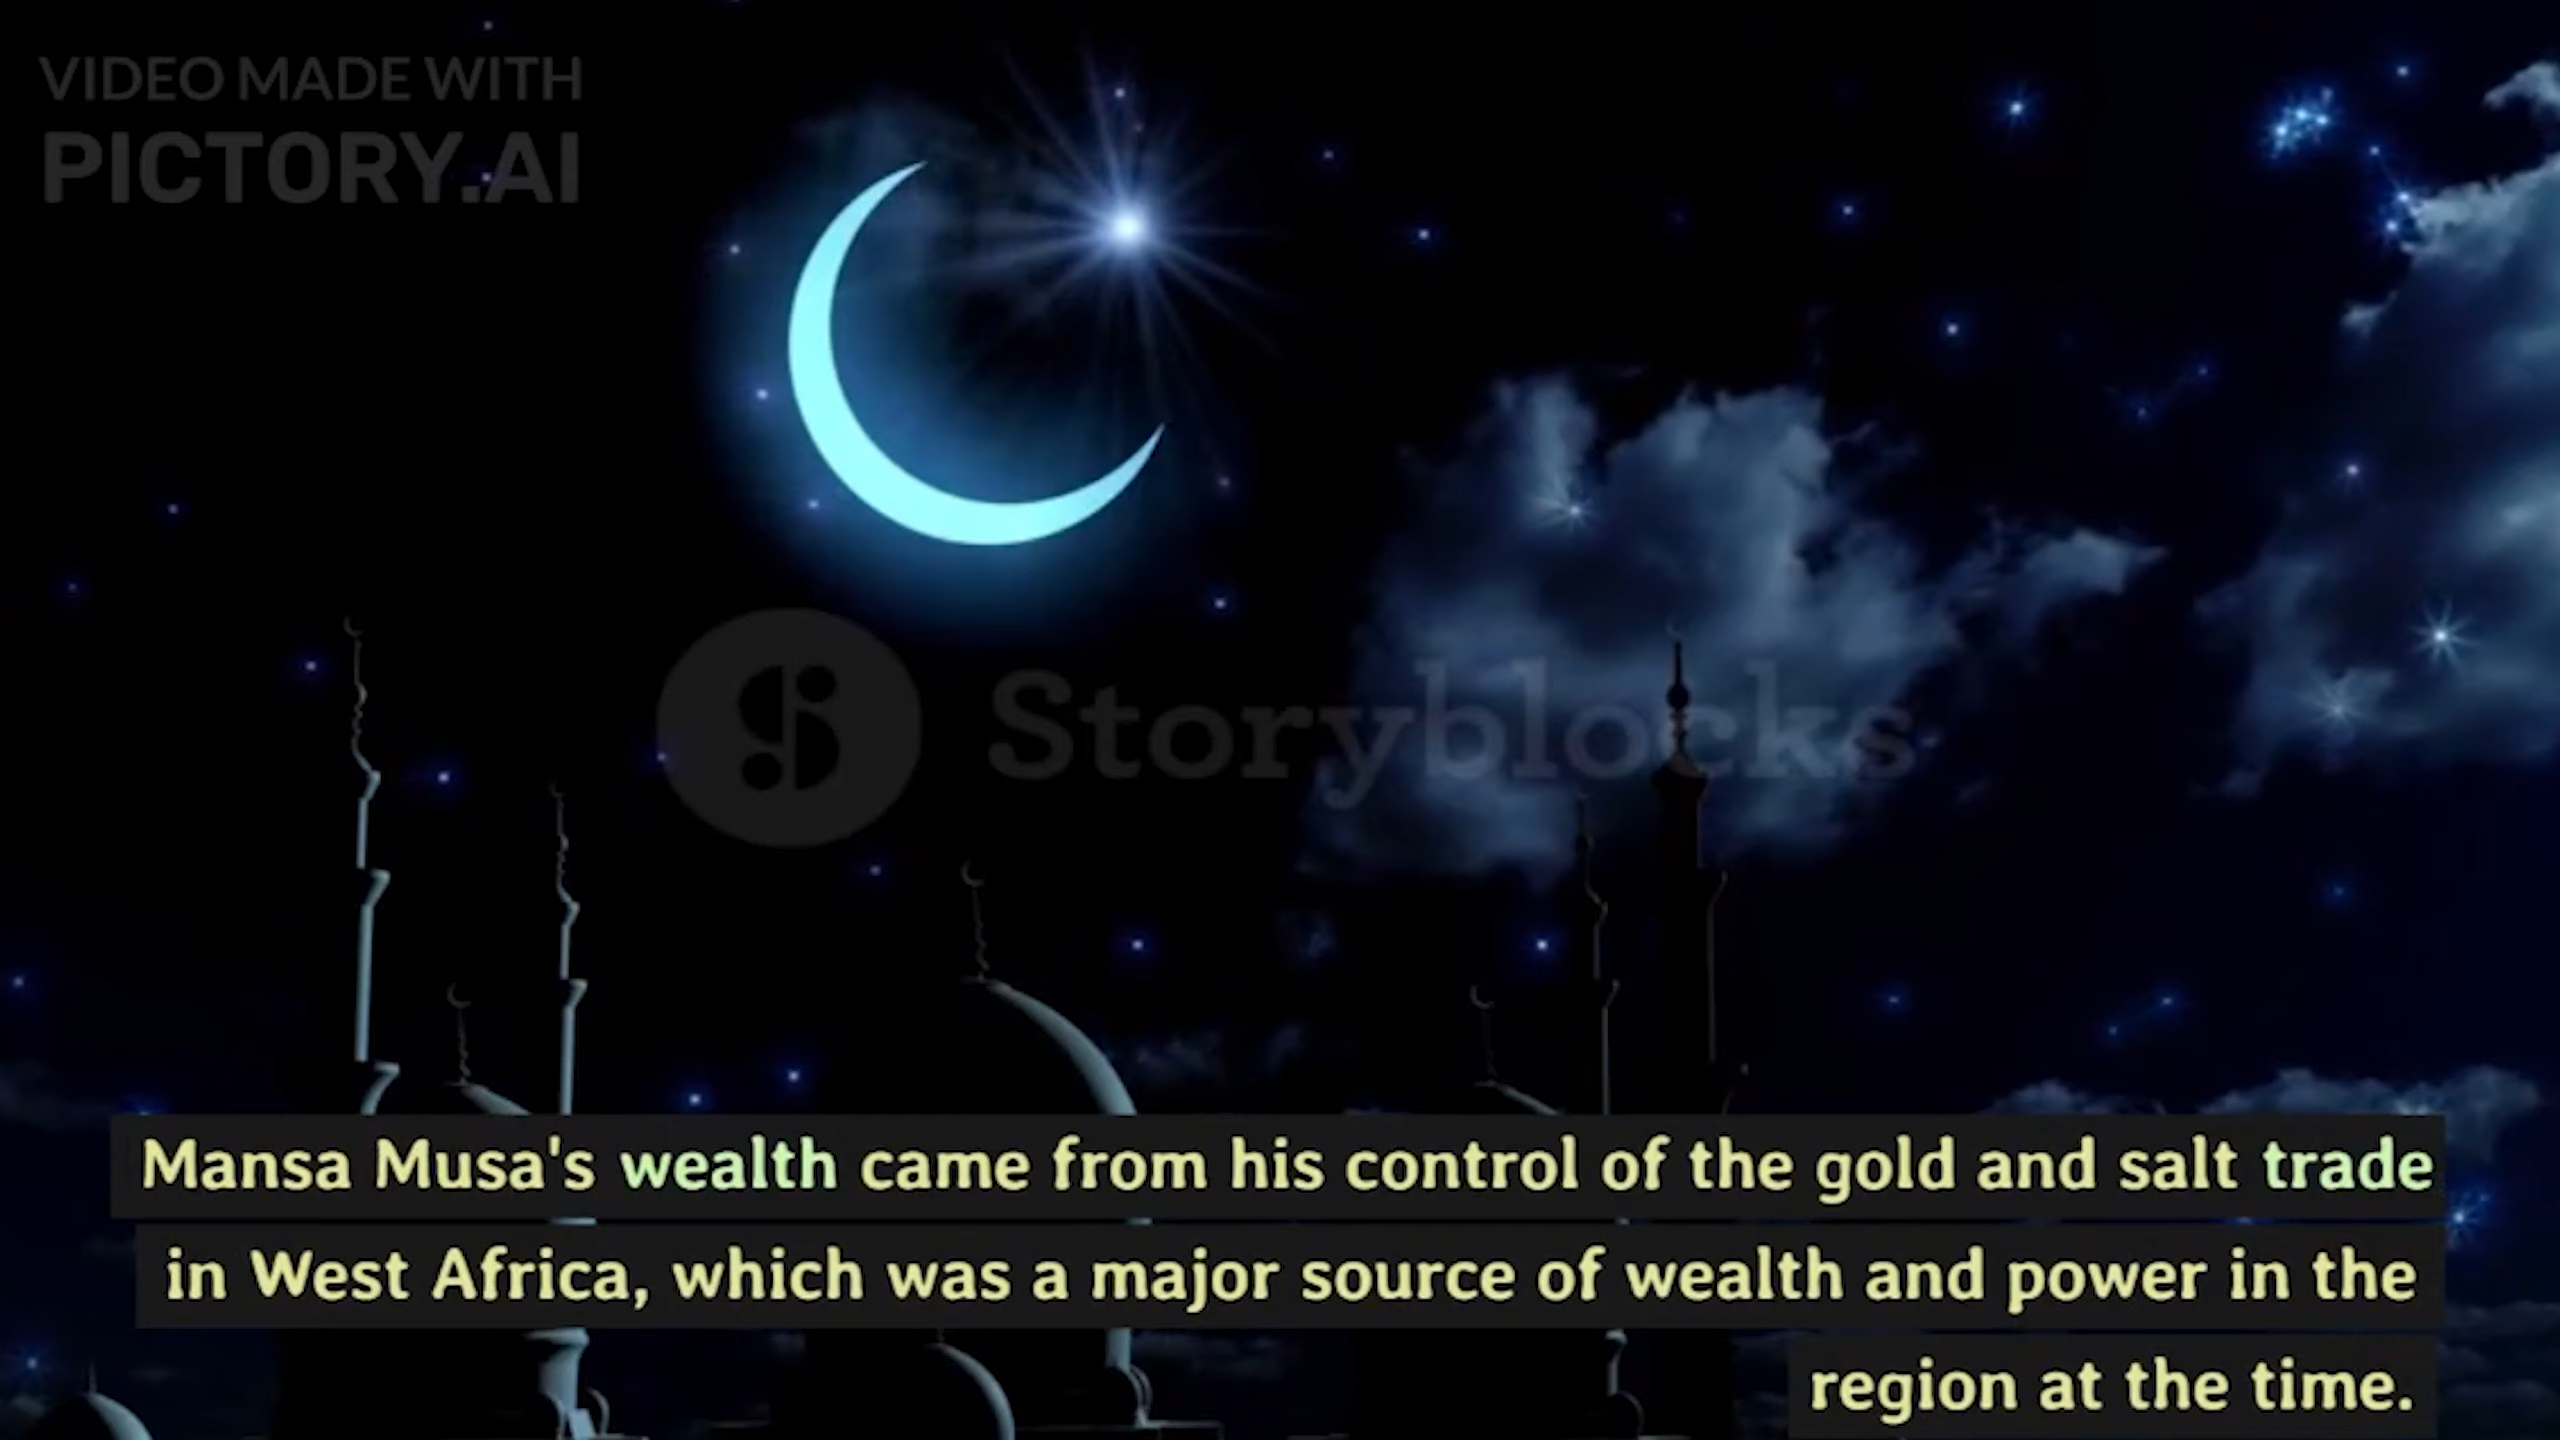 VIDEO MADE WITH
PICTORY.AI
Storyblocks
Mansa Musa's wealth came from his control of the gold and salt trade
in West Africa, which was a major source of wealth and power in the
region at the time.